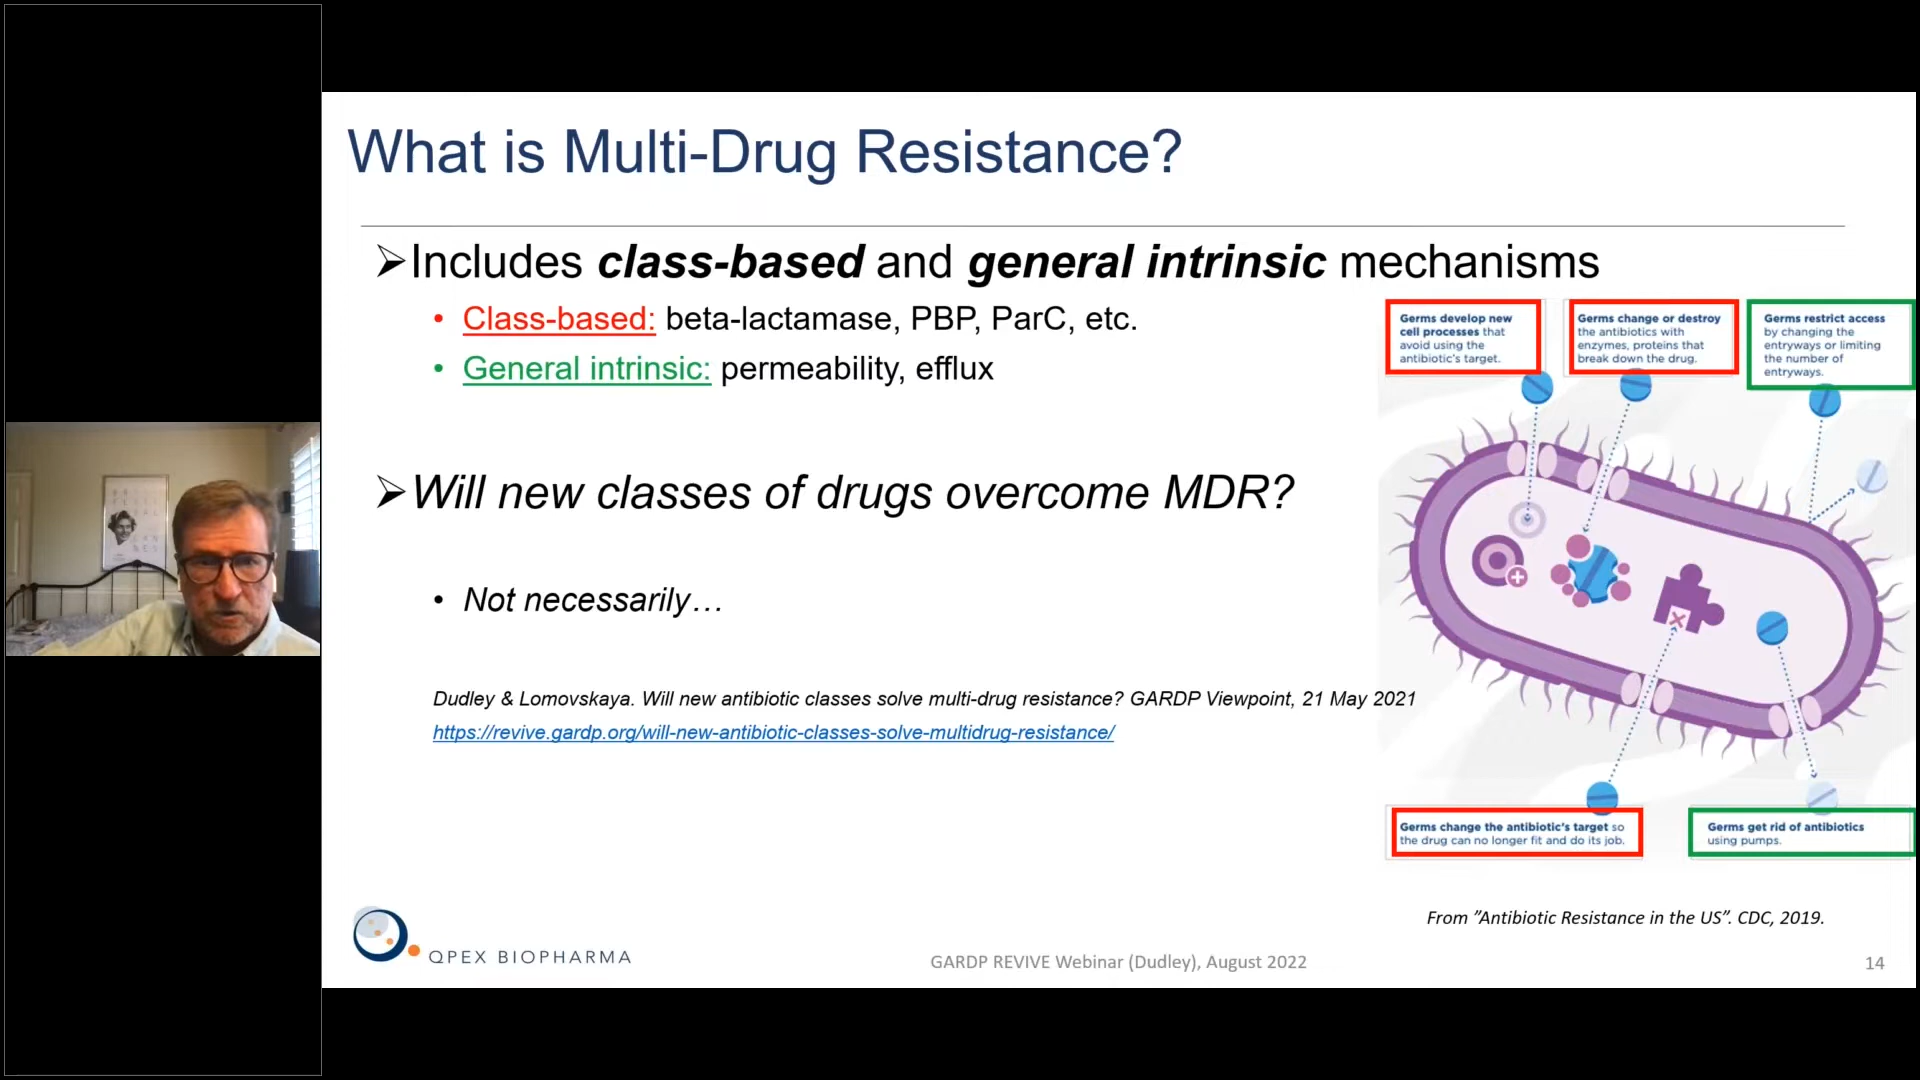 What is Multi-Drug Resistance?
➢Includes class-based and general intrinsic mechanisms
• Class-based: beta-lactamase, PBP, ParC, etc.
• General intrinsic: permeability, efflux
➢Will new classes of drugs overcome MDR?
• Not necessarily…
Dudley & Lomovskaya. Will new antibiotic classes solve multi-drug resistance? GARDP Viewpoint, 21 May 2021
https://revive.gardp.org/will-new-antibiotic-classes-solve-multidrug-resistance/
Germs develop new
cell processes that
avoid using the
antibiotic's target.
Germs change or destroy
the antibiotics with
enzymes, proteins that
break down the drug.
Germs restrict access
by changing the
entryways or limiting
the number of
entryways.
Germs change the antibiotic's target so
the drug can no longer fit and do its job.
Germs get rid of antibiotics
using pumps.
From ”Antibiotic Resistance in the US”. CDC, 2019.
QPEX BIOPHARMA
GARDP REVIVE Webinar (Dudley), August 2022
14